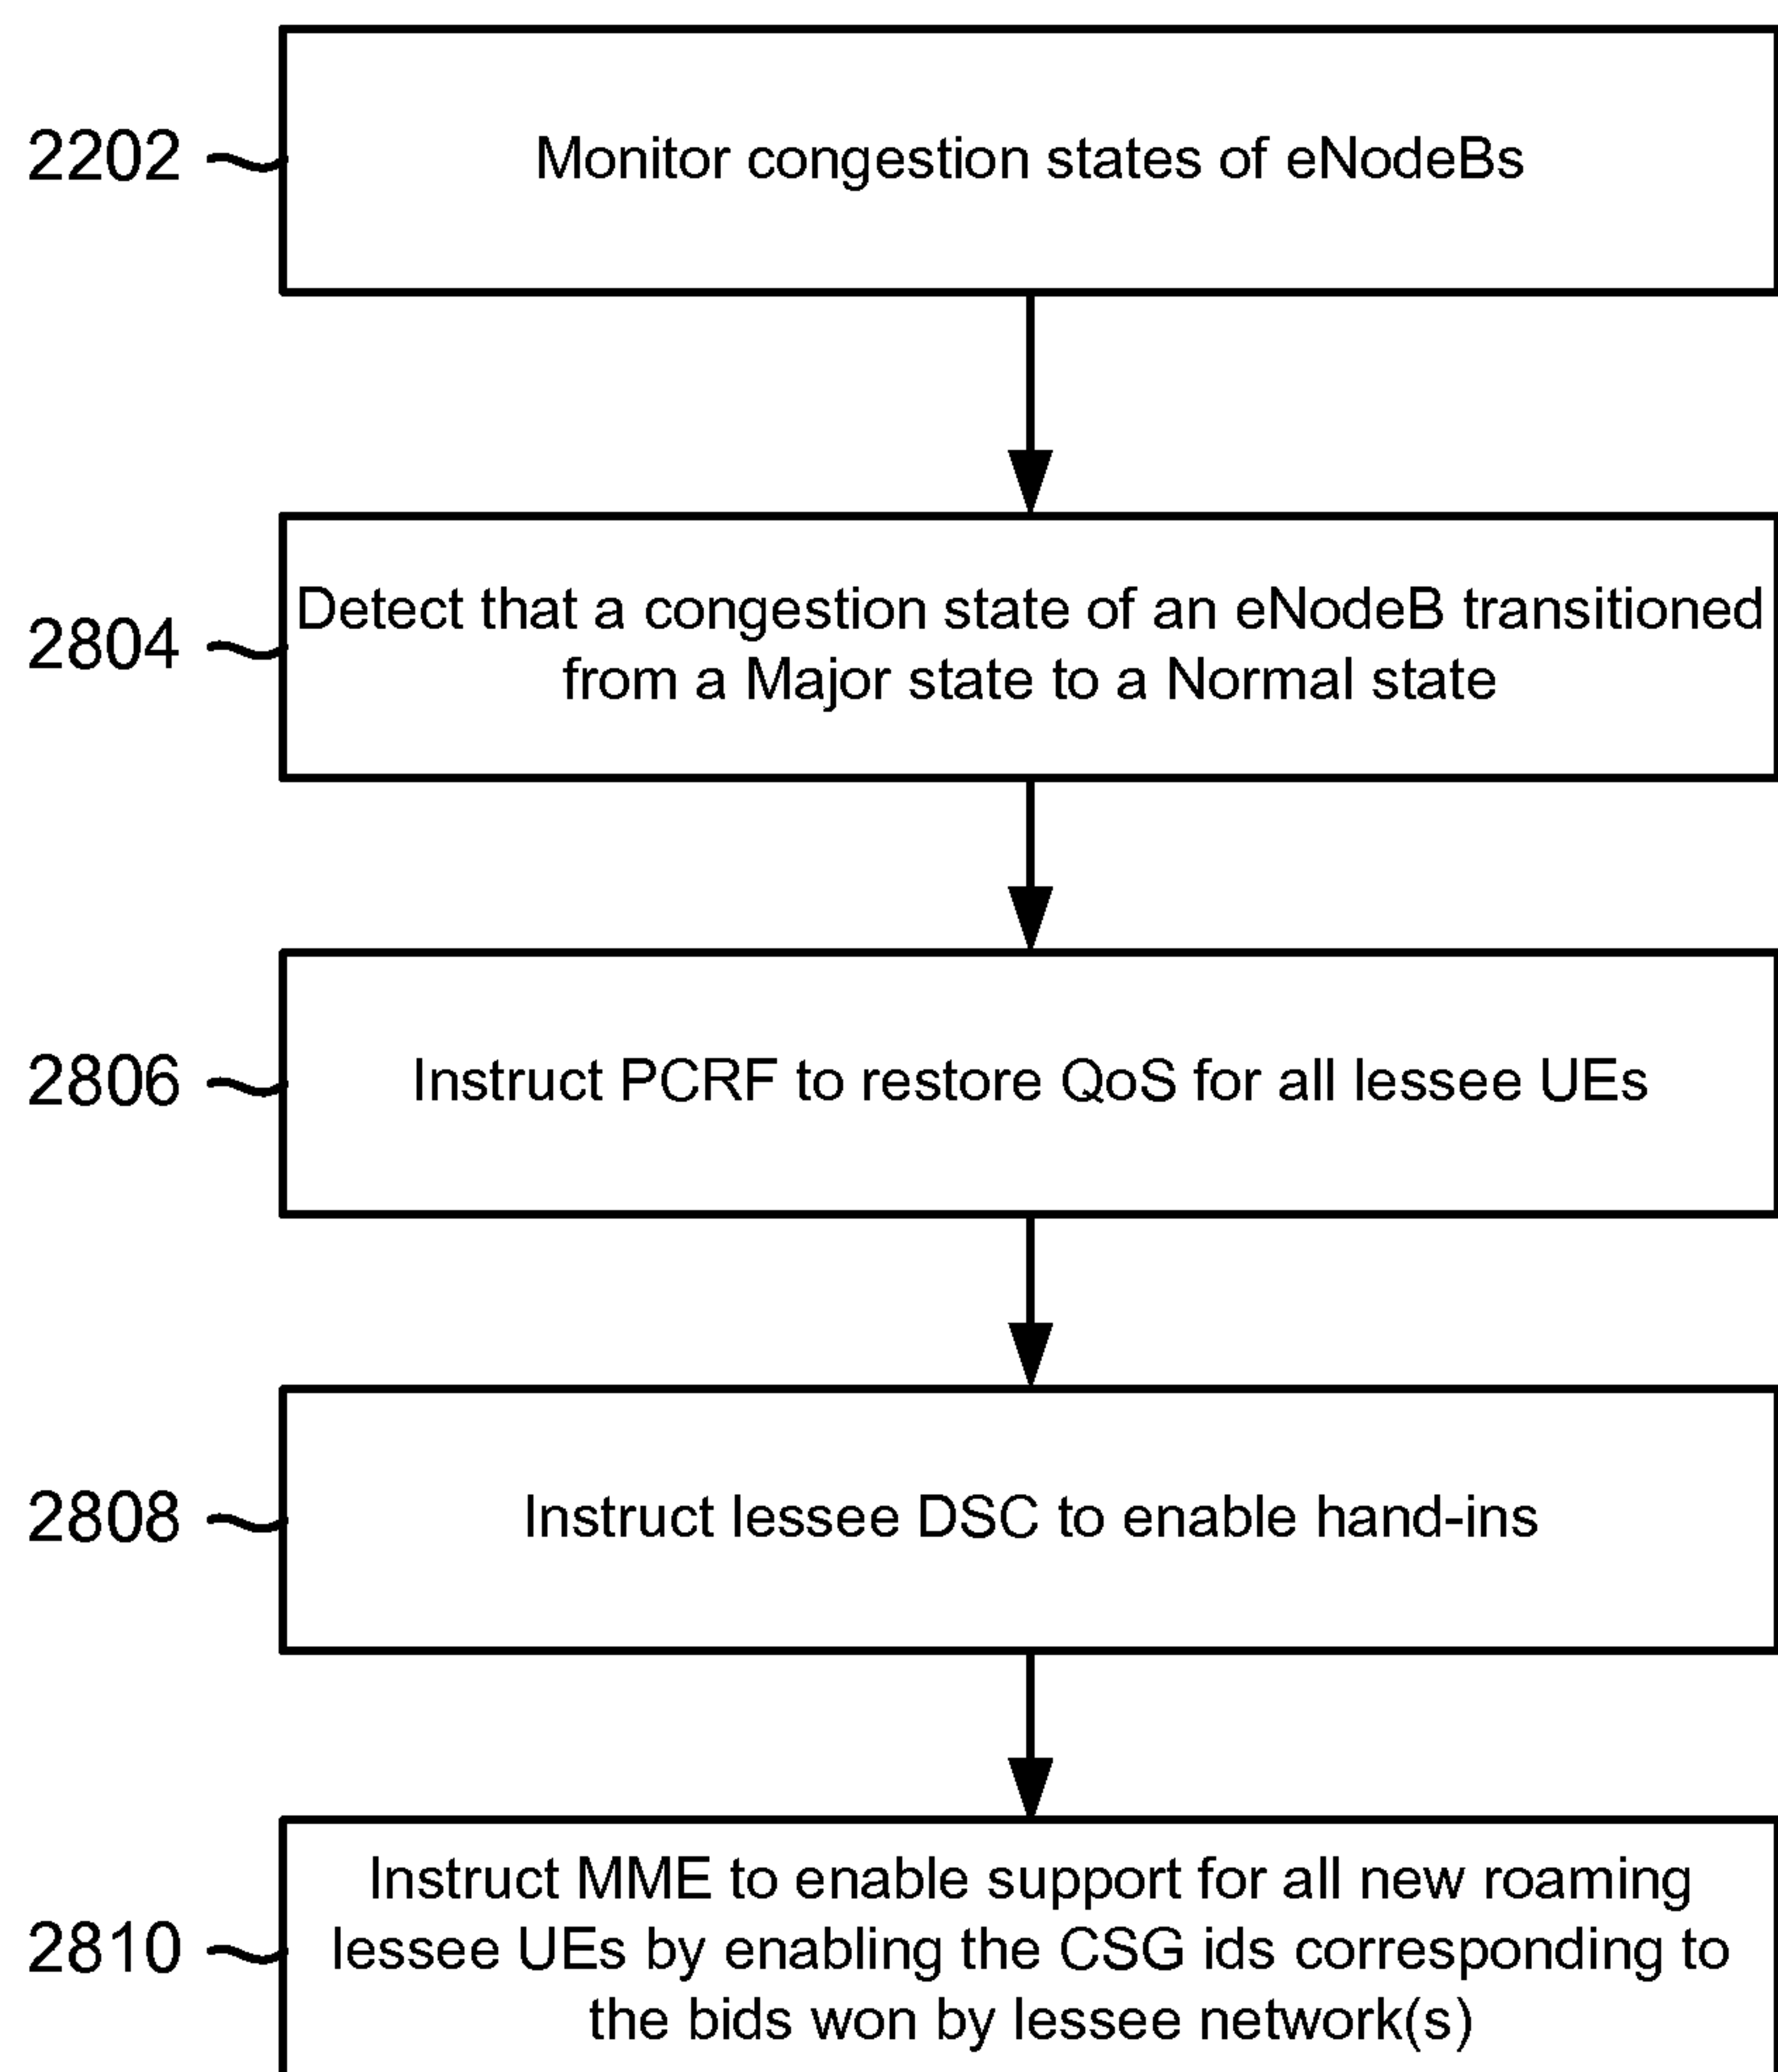 2202
Monitor congestion states of eNodeBs
2804
Detect that a congestion state of an eNodeB transitioned
from a Major state to a Normal state
2806
Instruct PCRF to restore QoS for all lessee UEs
2808
Instruct lessee DSC to enable hand-ins
2810
Instruct MME to enable support for all new roaming
lessee UEs by enabling the CSG ids corresponding to
the bids won by lessee network(s)